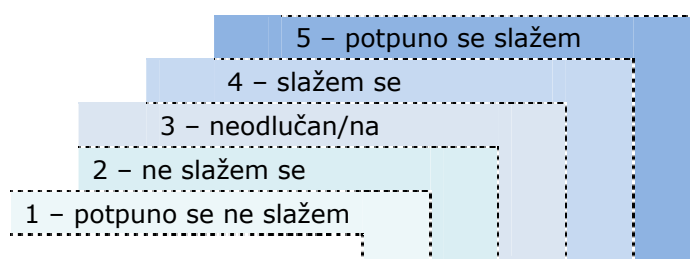 5 – potpuno se slažem
4 – slažem se
3 – neodlučan/na
2 – ne slažem se
1 – potpuno se ne slažem